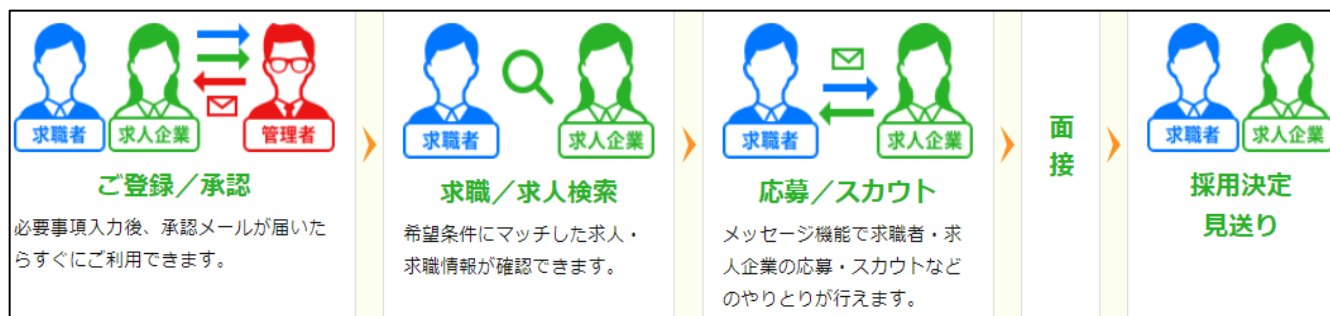 求職者
求人企業
管理者
ご登録／承認
必要事項入力後、承認メールが届いた
らすぐにご利用できます。
求職者
求人企業
求職／求人検索
希望条件にマッチした求人・
求職情報が確認できます。
求職者
求人企業
応募／スカウト
メッセージ機能で求職者・求
人企業の応募・スカウトなど
のやりとりが行えます。
面
接
求職者
求人企業
採用決定
見送り